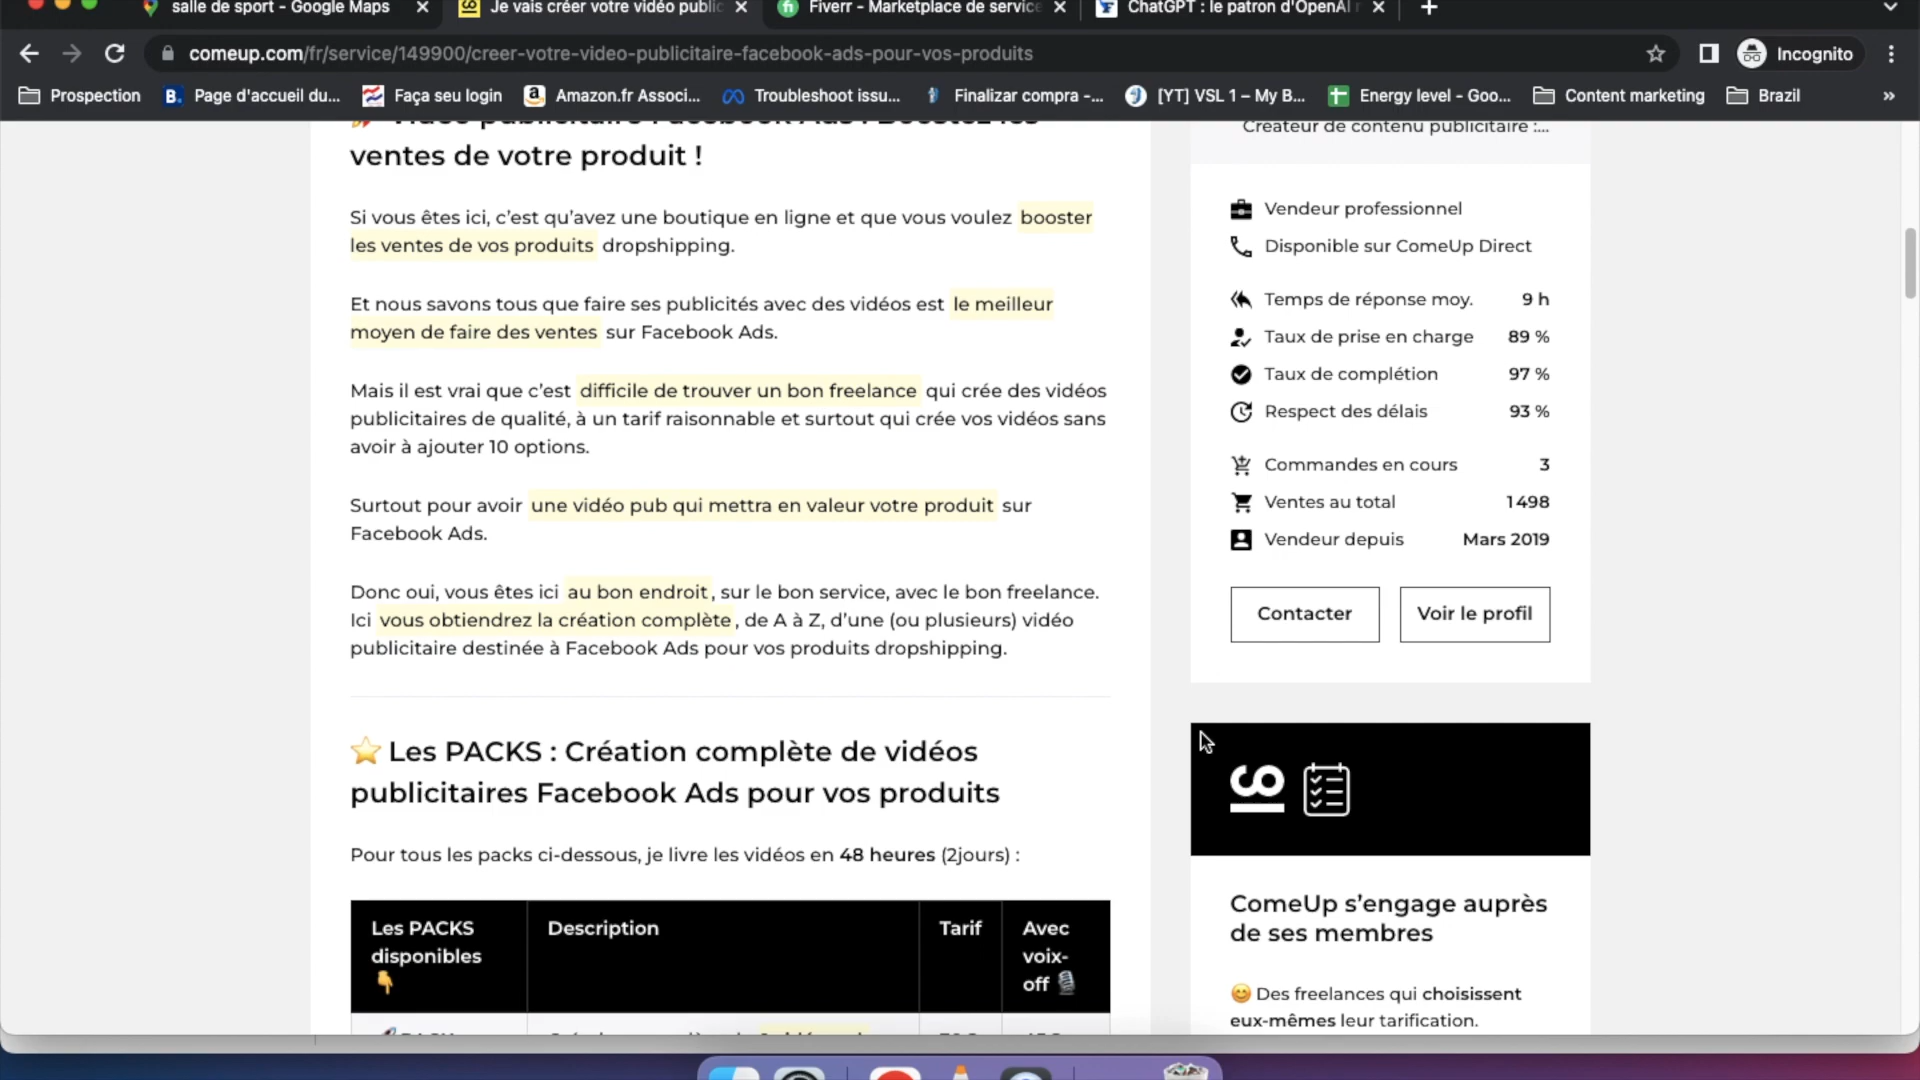 salle de sport - Google Maps
Je vais créer votre vidéo public
Fiverr - Marketplace de service
ChatGPT : le patron d'OpenAI
comeup.com/fr/service/149900/creer-votre-video-publicitaire-facebook-ads-pour-vos-produits
Incognito
Prospection
Page d'accueil du...
Faça seu login
Amazon.fr Associ...
Troubleshoot issu...
Finalizar compra -...
[YT] VSL 1 – My B...
Energy level - Goo...
Content marketing
Brazil
»
ventes de votre produit !
Si vous êtes ici, c’est qu’avez une boutique en ligne et que vous voulez booster
les ventes de vos produits dropshipping.
Et nous savons tous que faire ses publicités avec des vidéos est le meilleur
moyen de faire des ventes sur Facebook Ads.
Mais il est vrai que c’est difficile de trouver un bon freelance qui crée des vidéos
publicitaires de qualité, à un tarif raisonnable et surtout qui crée vos vidéos sans
avoir à ajouter 10 options.
Surtout pour avoir une vidéo pub qui mettra en valeur votre produit sur
Facebook Ads.
Donc oui, vous êtes ici au bon endroit, sur le bon service, avec le bon freelance.
Ici vous obtiendrez la création complète, de A à Z, d’une (ou plusieurs) vidéo
publicitaire destinée à Facebook Ads pour vos produits dropshipping.
⭐ Les PACKS : Création complète de vidéos
publicitaires Facebook Ads pour vos produits
Pour tous les packs ci-dessous, je livre les vidéos en 48 heures (2jours) :
Les PACKS
disponibles
👇
Description
Tarif
Avec
voix-
off 🎙
Créateur de contenu publicitaire :...
Vendeur professionnel
Disponible sur ComeUp Direct
Temps de réponse moy. 9 h
Taux de prise en charge 89 %
Taux de complétion 97 %
Respect des délais 93 %
Commandes en cours 3
Ventes au total 1 498
Vendeur depuis Mars 2019
Contacter
Voir le profil
ComeUp s’engage auprès
de ses membres
😊 Des freelances qui choisissent
eux-mêmes leur tarification.